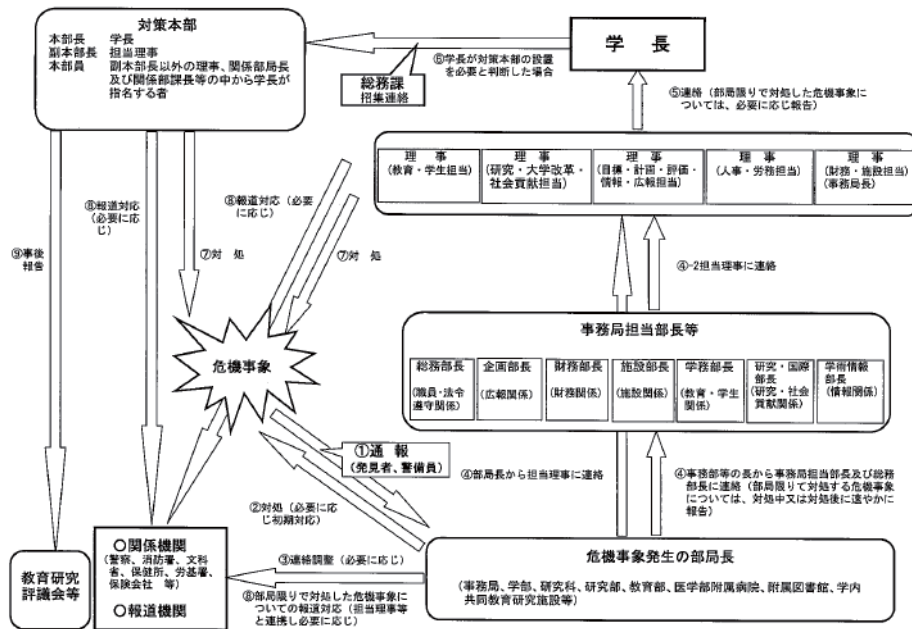 対策本部
本部長　　学長
副本部長　担当理事
本部員　　副本部長以外の理事、関係部局長
及び関係部課長等の中から学長が
指名する者
学　長
⑥学長が対策本部の設置
を必要と判断した場合
総務課
招集連絡
⑤連絡（部局限りで対処した危機事象に
ついては、必要に応じ報告）
理　事
（教育・学生担当）
理　事
（研究・大学改革・
社会貢献担当）
理　事
（目標・計画・評価・
情報・広報担当）
理　事
（人事・労務担当）
理　事
（財務・施設担当）
（事務局長）
⑧報道対応
（必要に応
じ）
⑧報道対応（必要
に応じ）
⑨事後
報告
⑦対　処
⑦対　処
④-2担当理事に連絡
危機事象
事務局担当部長等
総務部長
（職員・法令
遵守関係）
企画部長
（広報関係）
財務部長
（財務関係）
施設部長
（施設関係）
学務部長
（教育・学生
関係）
研究・国際
部長
（研究・社会
貢献関係）
学術情報
部長
（情報関係）
①通　報
（発見者、警備員）
④部局長から担当理事に連絡
④事務部等の長から事務局担当部長及び総務
部長に連絡（部局限りで対処する危機事象
については、対処中又は対処後に速やかに
報告）
②対処（必要に応
じ初期対応）
教育研究
評議会等
○関係機関
（警察、消防署、文科
省、保健所、労基署、
保険会社　等）
○報道機関
③連絡調整（必要に応じ）
⑧部局限りで対処した危機事象に
ついての報道対応（担当理事等
と連携し必要に応じ）
危機事象発生の部局長
（事務局、学部、研究科、研究部、教育部、医学部附属病院、附属図書館、学内
共同教育研究施設等）